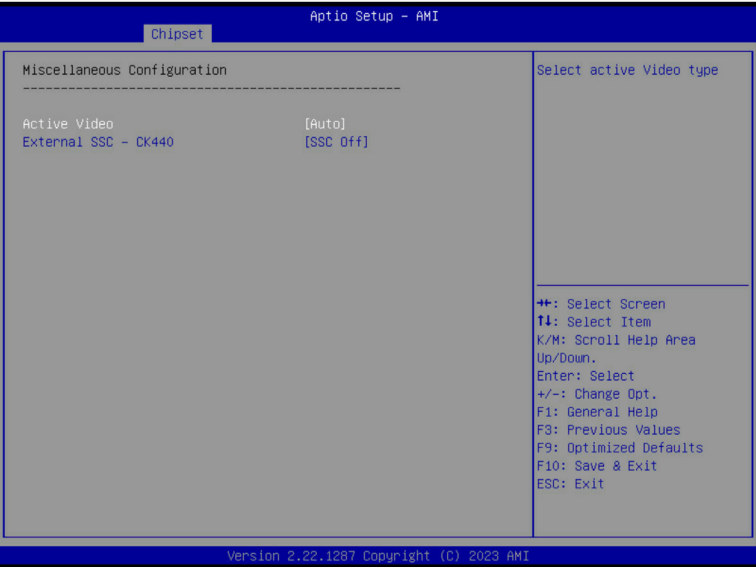 Aptio Setup – AMI
Chipset
Miscellaneous Configuration
--------------------------------------------------
Active Video [Auto]
External SSC – CK440 [SSC Off]
Select active Video type
→←: Select Screen
↑↓: Select Item
K/M: Scroll Help Area
Up/Down.
Enter: Select
+/-: Change Opt.
F1: General Help
F3: Previous Values
F9: Optimized Defaults
F10: Save & Exit
ESC: Exit
Version 2.22.1287 Copyright (C) 2023 AMI